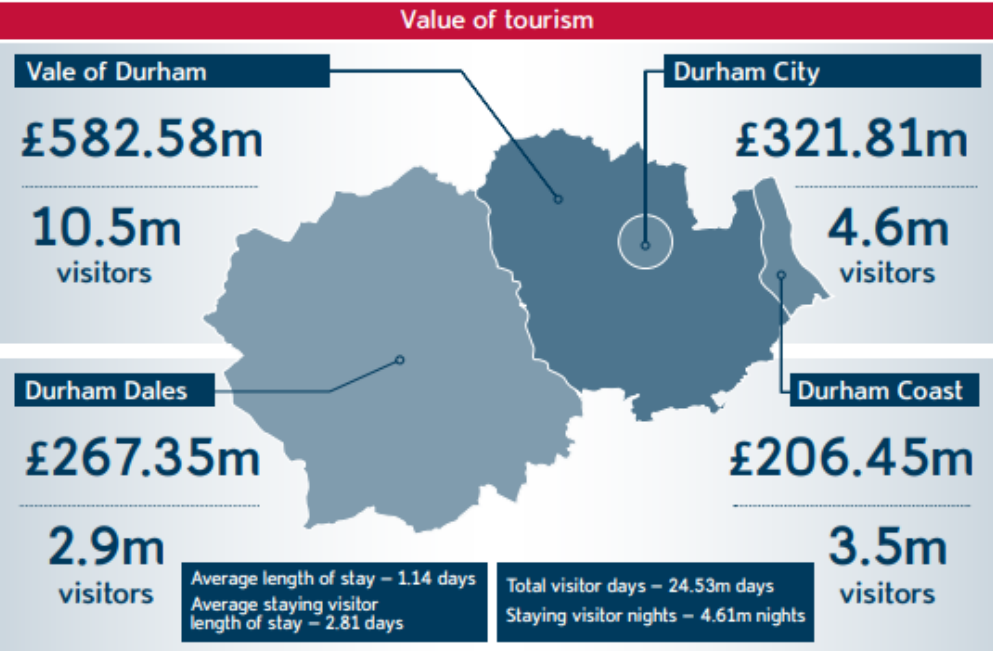 Value of tourism
Vale of Durham
£582.58m
10.5m
visitors
Durham City
£321.81m
4.6m
visitors
Durham Dales
£267.35m
2.9m
visitors
Durham Coast
£206.45m
3.5m
visitors
Average length of stay – 1.14 days
Average staying visitor
length of stay – 2.81 days
Total visitor days – 24.53m days
Staying visitor nights – 4.61m nights